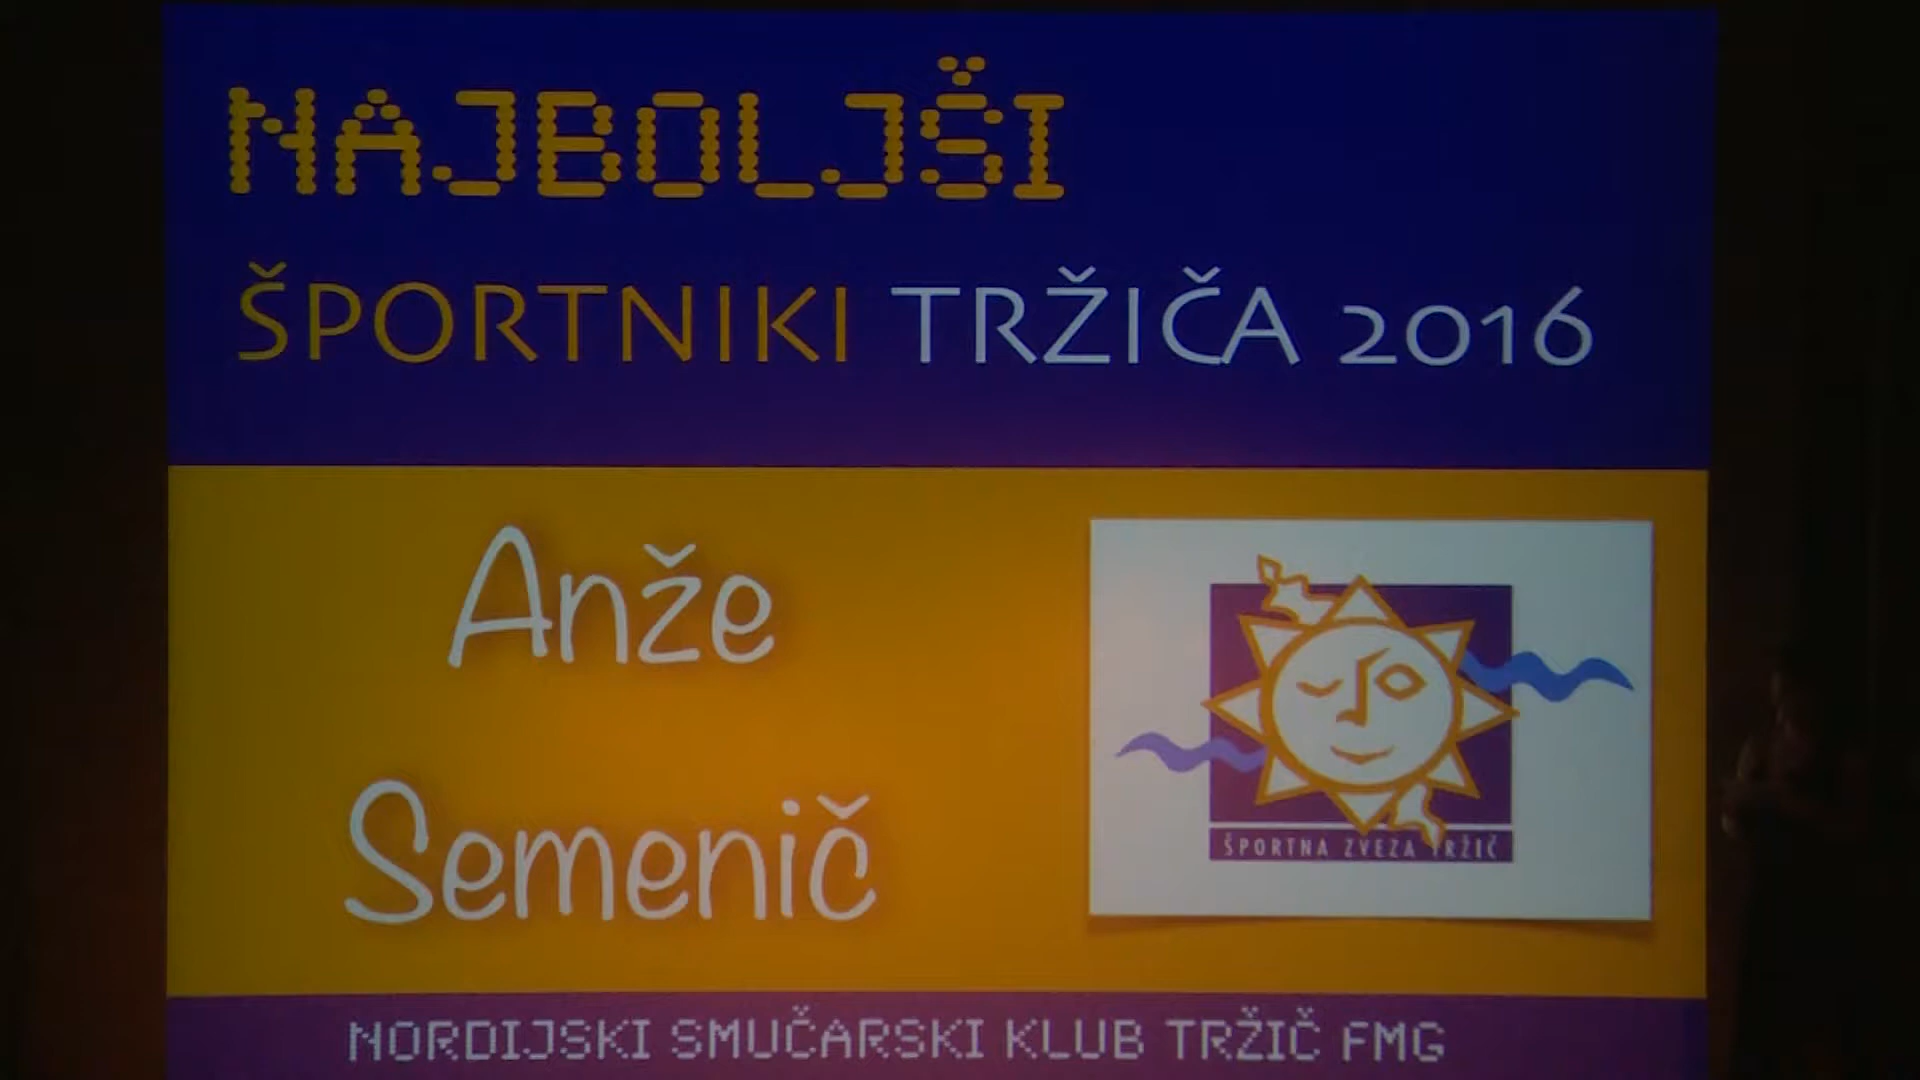 NAJBOLJŠI
ŠPORTNIKI TRŽIČA 2016
Anže
Semenič
ŠPORTNA ZVEZA TRŽIČ
NORDIJSKI SMUČARSKI KLUB TRŽIČ FMG